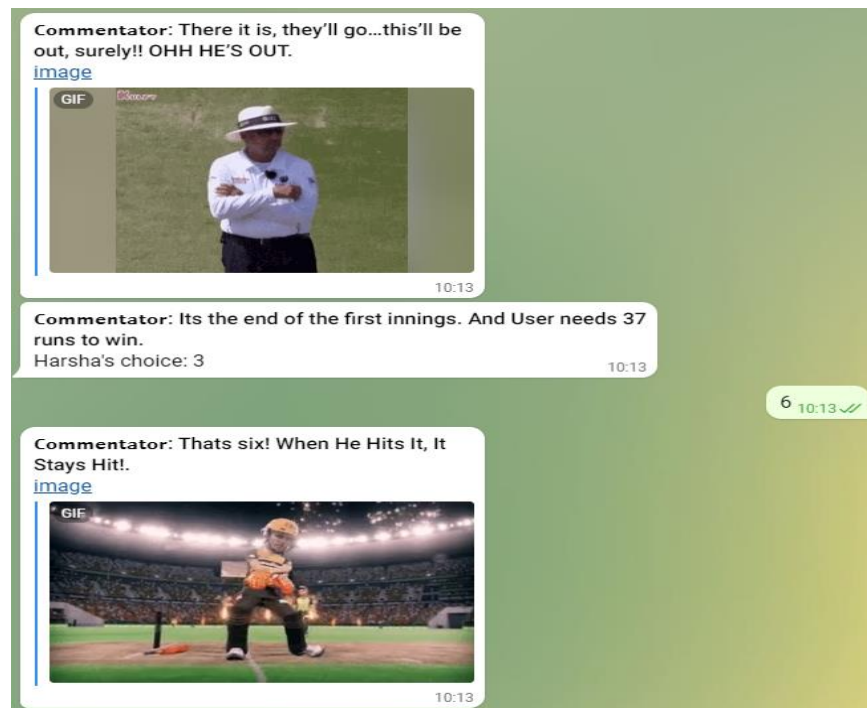 Commentator: There it is, they'll go...this'll be
out, surely!! OHH HE'S OUT.
image
GIF
10:13
Commentator: Its the end of the first innings. And User needs 37
runs to win.
Harsha's choice: 3
10:13
6 10:13
Commentator: Thats six! When He Hits It, It
Stays Hit!.
image
GIF
10:13